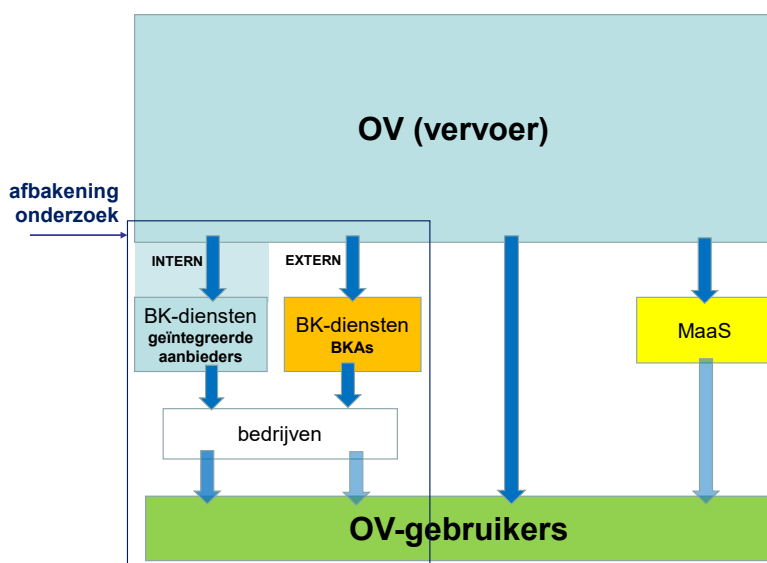 OV (vervoer)
afbakening
onderzoek
INTERN
EXTERN
BK-diensten
geïntegreerde
aanbieders
BK-diensten
BKAs
MaaS
bedrijven
OV-gebruikers